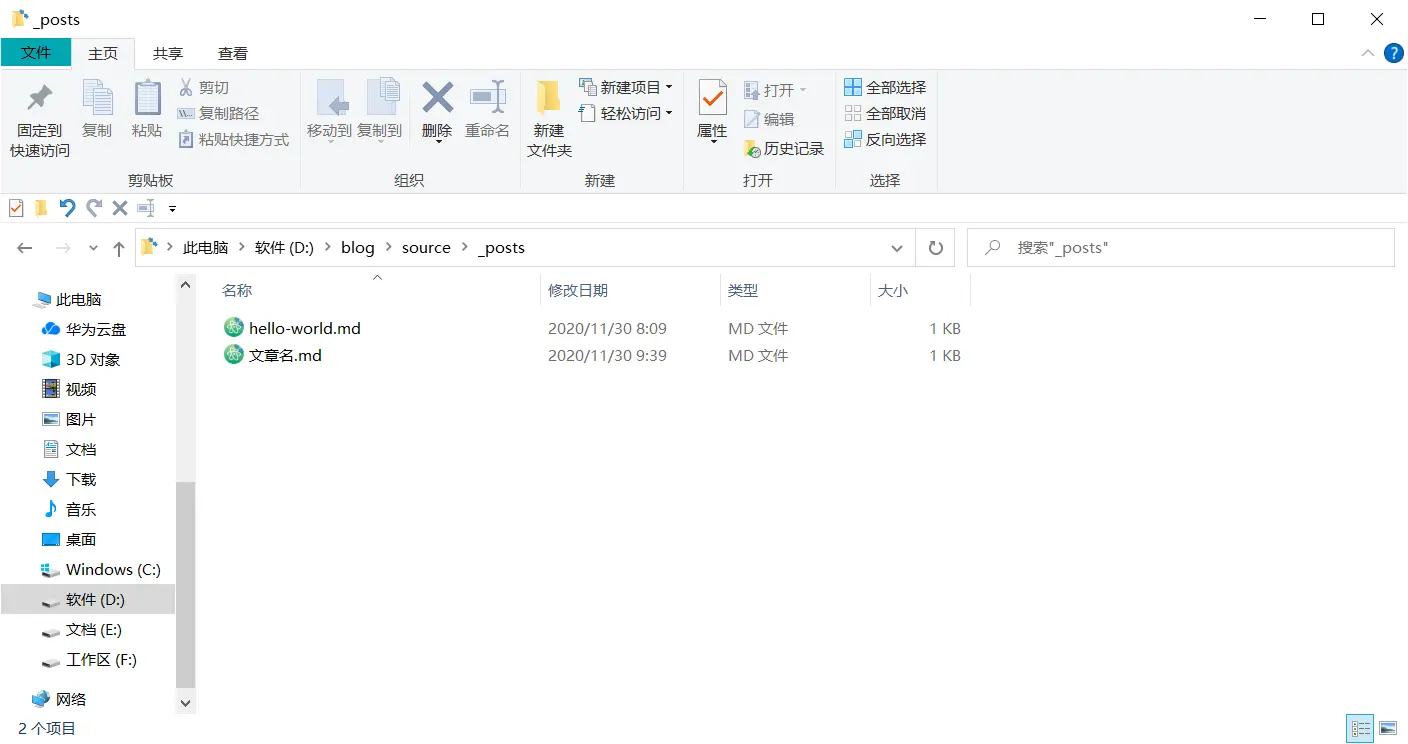 _posts
文件 主页 共享 查看
固定到
快速访问
复制
粘贴
剪切
复制路径
粘贴快捷方式
剪贴板
移动到
复制到
删除
重命名
组织
新建
文件夹
新建项目
轻松访问
新建
属性
打开
编辑
历史记录
打开
全部选择
全部取消
反向选择
选择
此电脑 软件 (D:) blog source _posts
搜索"_posts"
名称 修改日期 类型 大小
hello-world.md 2020/11/30 8:09 MD 文件 1 KB
文章名.md 2020/11/30 9:39 MD 文件 1 KB
此电脑
华为云盘
3D 对象
视频
图片
文档
下载
音乐
桌面
Windows (C:)
软件 (D:)
文档 (E:)
工作区 (F:)
网络
2 个项目